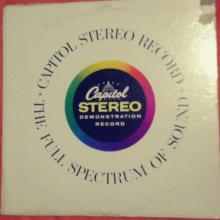 THE FULL SPECTRUM OF SOUND
CAPITOL STEREO RECORD
Capitol
STEREO
DEMONSTRATION
RECORD